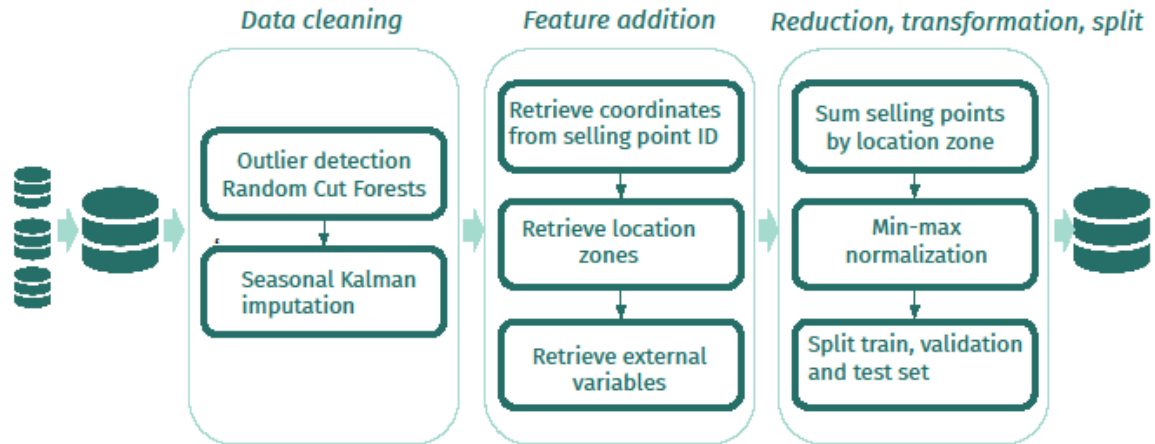 Data cleaning
Feature addition
Reduction, transformation, split
Outlier detection
Random Cut Forests
Seasonal Kalman
imputation
Retrieve coordinates
from selling point ID
Retrieve location
zones
Retrieve external
variables
Sum selling points
by location zone
Min-max
normalization
Split train, validation
and test set